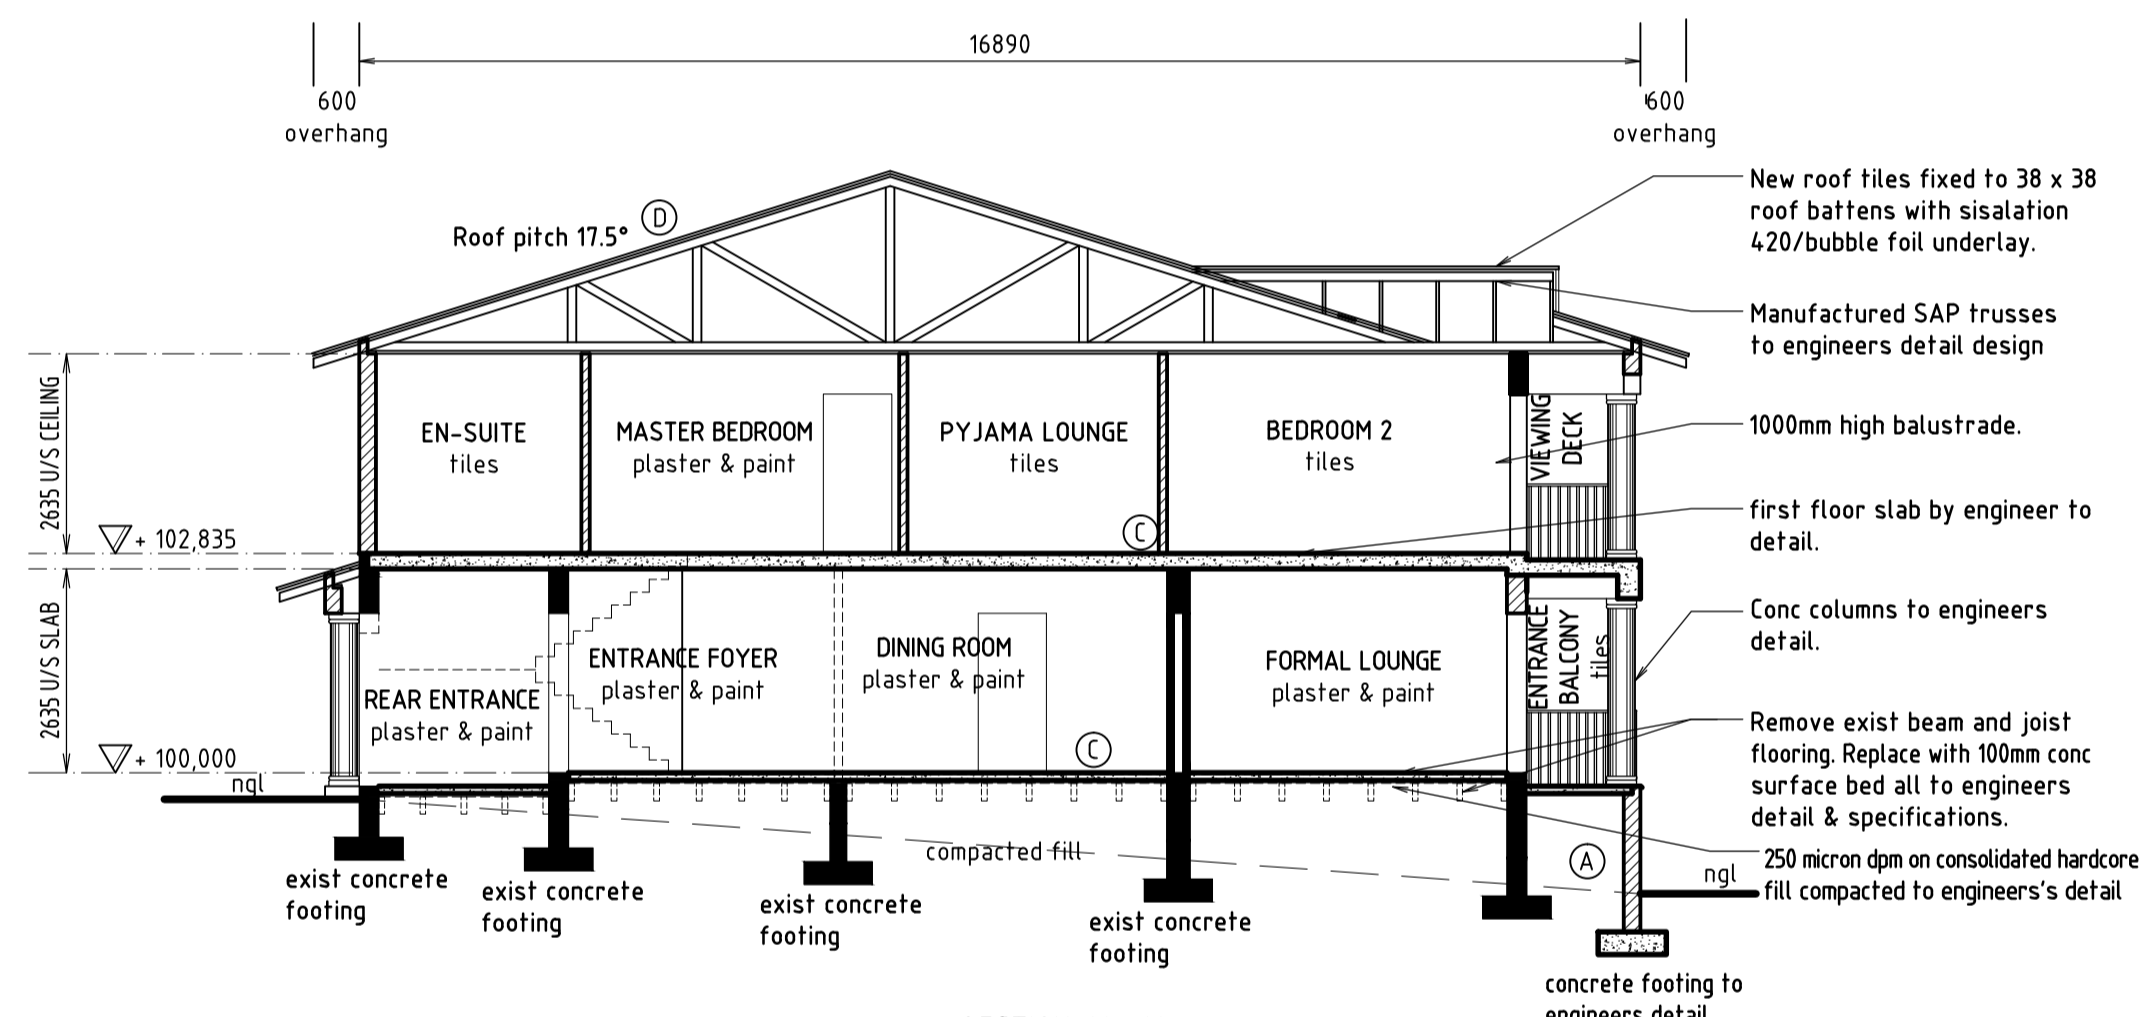 16890
600
overhang
600
overhang
New roof tiles fixed to 38 x 38
roof battens with sisalation
420/bubble foil underlay.
D
Roof pitch 17.5°
Manufactured SAP trusses
to engineers detail design
2635 U/S CEILING
EN-SUITE
tiles
MASTER BEDROOM
plaster & paint
PYJAMA LOUNGE
tiles
BEDROOM 2
tiles
VIEWING
DECK
1000mm high balustrade.
+ 102,835
C
first floor slab by engineer to
detail.
2635 U/S SLAB
REAR ENTRANCE
plaster & paint
ENTRANCE FOYER
plaster & paint
DINING ROOM
plaster & paint
FORMAL LOUNGE
plaster & paint
ENTRANCE
BALCONY
tiles
Conc columns to engineers
detail.
+ 100,000
C
Remove exist beam and joist
flooring. Replace with 100mm conc
surface bed all to engineers
detail & specifications.
ngl
compacted fill
A
250 micron dpm on consolidated hardcore
fill compacted to engineers's detail
ngl
exist concrete
footing
exist concrete
footing
exist concrete
footing
exist concrete
footing
concrete footing to
engineers detail